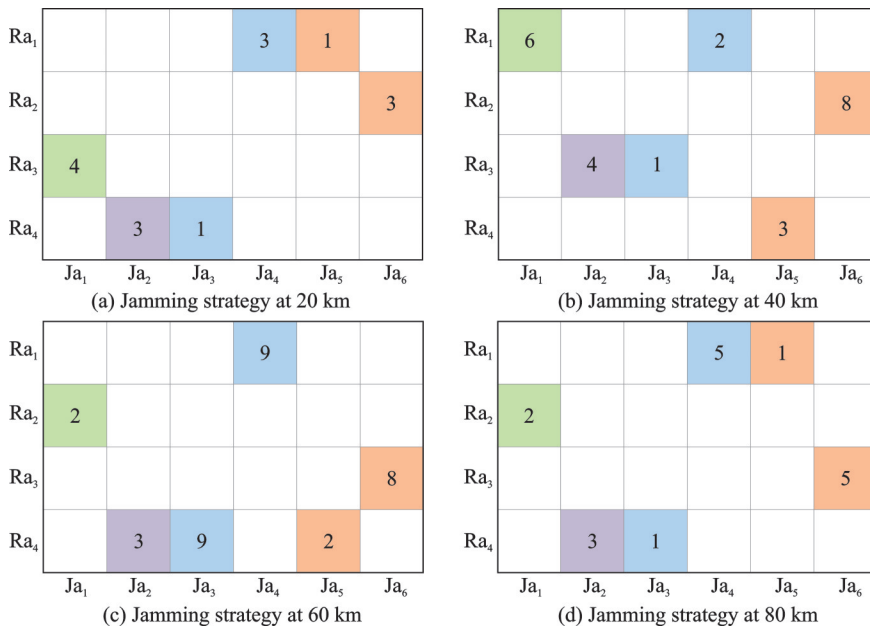 Ra₁ 3 1
Ra₂ 3
Ra₃ 4
Ra₄ 3 1
Ja₁ Ja₂ Ja₃ Ja₄ Ja₅ Ja₆
(a) Jamming strategy at 20 km
Ra₁ 6 2
Ra₂ 8
Ra₃ 4 1
Ra₄ 3
Ja₁ Ja₂ Ja₃ Ja₄ Ja₅ Ja₆
(b) Jamming strategy at 40 km
Ra₁ 9
Ra₂ 2
Ra₃ 8
Ra₄ 3 9 2
Ja₁ Ja₂ Ja₃ Ja₄ Ja₅ Ja₆
(c) Jamming strategy at 60 km
Ra₁ 5 1
Ra₂ 2
Ra₃ 5
Ra₄ 3 1
Ja₁ Ja₂ Ja₃ Ja₄ Ja₅ Ja₆
(d) Jamming strategy at 80 km